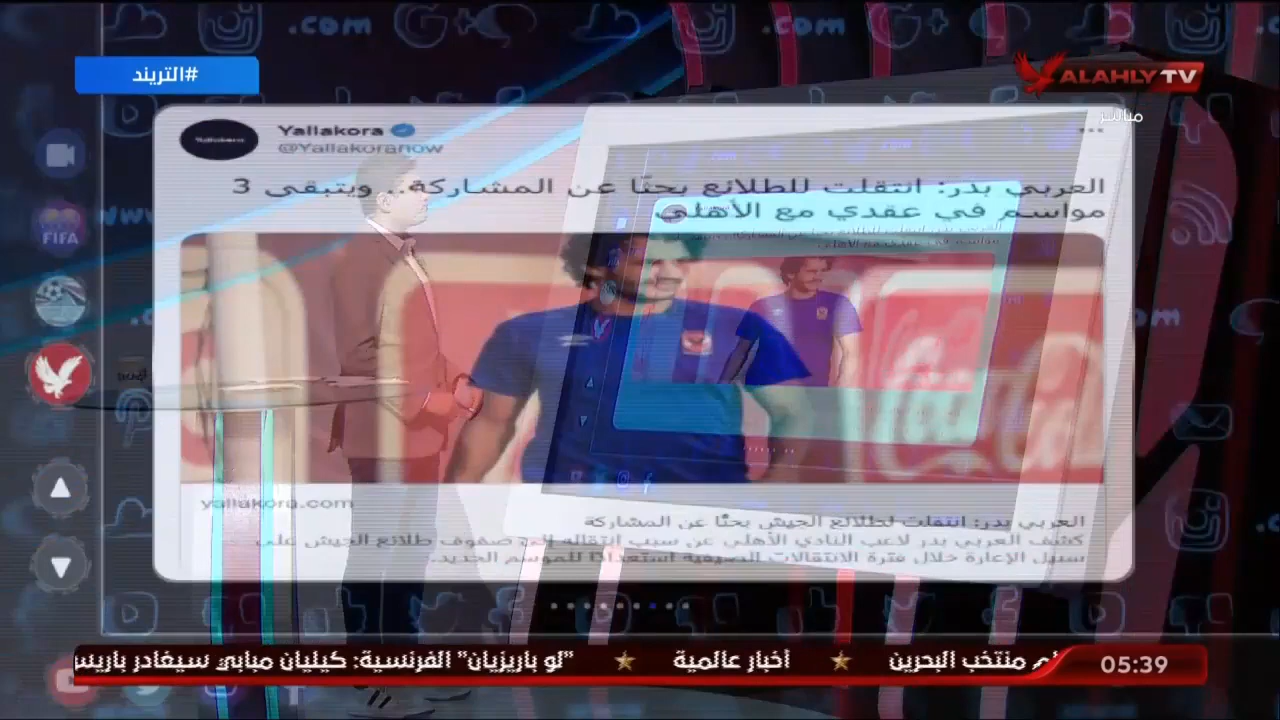 #التريند
ALAHLY TV
مباشر
Yallakora
@Yallakoranow
العربي بدر: انتقلت للطلائع بحثًا عن المشاركة.. ويتبقى 3
مواسم في عقدي مع الأهلي
FIFA
yallakora.com
العربي بدر: انتقلت لطلائع الجيش بحثًا عن المشاركة
كشف العربي بدر لاعب النادي الأهلي عن سبب انتقاله إلى صفوف طلائع الجيش على
سبيل الإعارة خلال فترة الانتقالات الصيفية استعدادًا للموسم الجديد.
منتخب البحرين ★ أخبار عالمية ★ "لو باريزيان" الفرنسية: كيليان مبابي سيغادر باريس
05:39